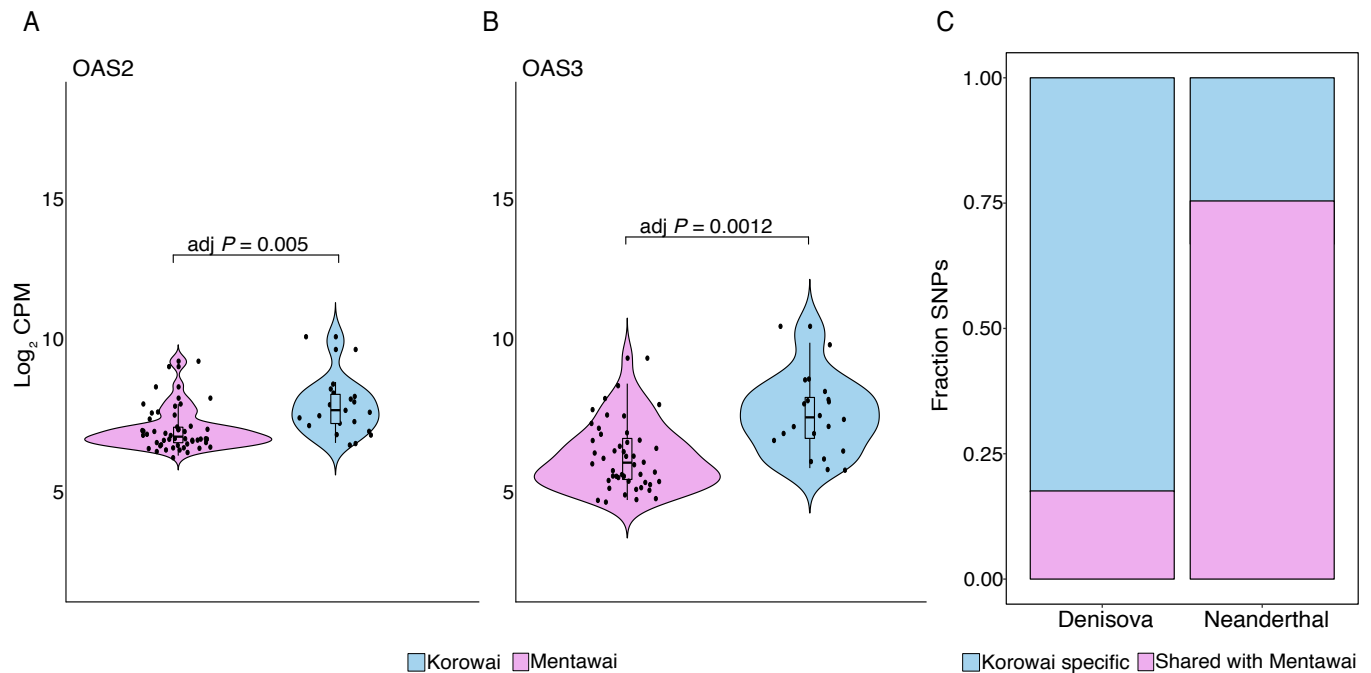 A
B
C
OAS2
OAS3
Log₂ CPM
15
10
5
adj P = 0.005
15
10
5
adj P = 0.0012
Fraction SNPs
1.00
0.75
0.50
0.25
0.00
Denisova
Neanderthal
Korowai
Mentawai
Korowai specific
Shared with Mentawai